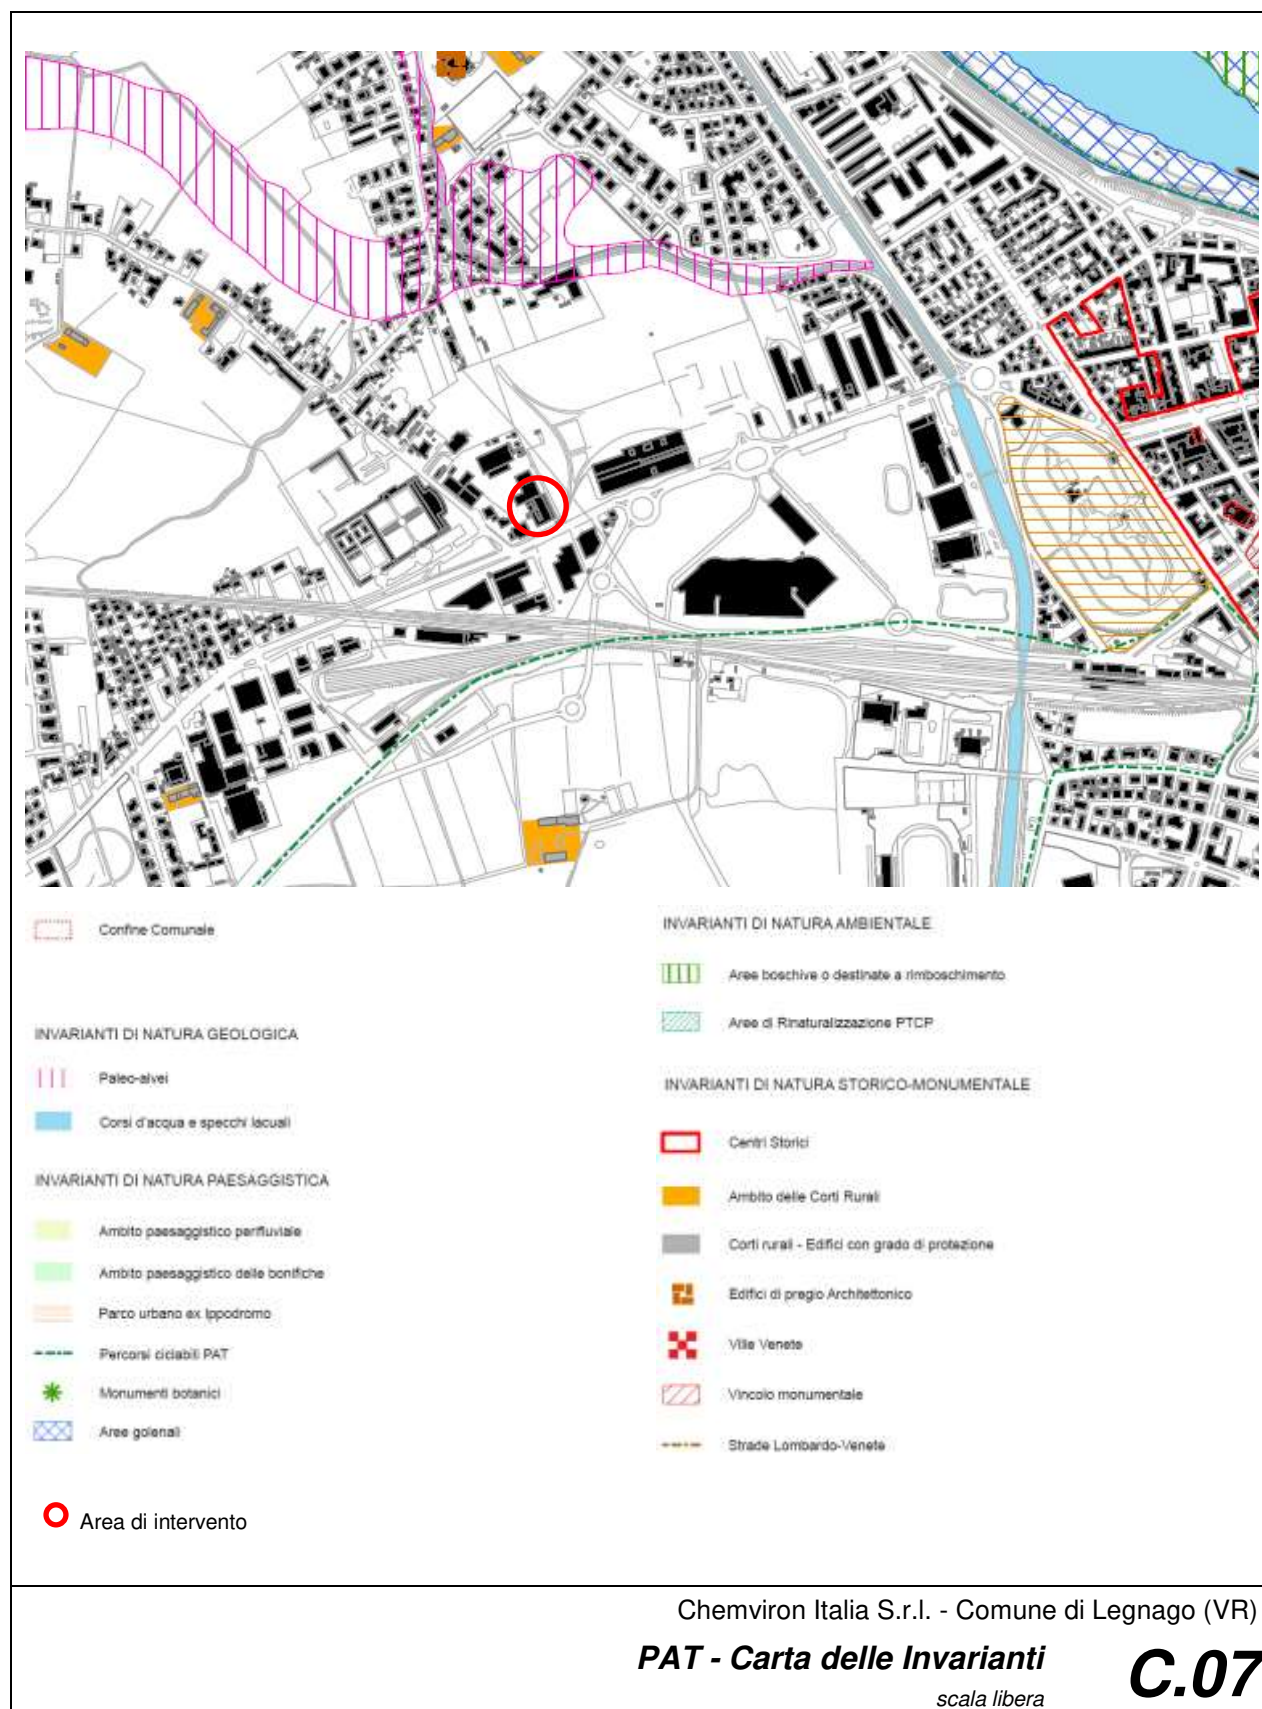 Confine Comunale
INVARIANTI DI NATURA GEOLOGICA
Paleo-alvei
Corsi d'acqua e specchi lacuali
INVARIANTI DI NATURA PAESAGGISTICA
Ambito paesaggistico perifluviale
Ambito paesaggistico delle bonifiche
Parco urbano ex Ippodromo
Percorsi ciclabili PAT
Monumenti botanici
Aree golenali
INVARIANTI DI NATURA AMBIENTALE
Aree boschive o destinate a rimboschimento
Aree di Rinaturalizzazione PTCP
INVARIANTI DI NATURA STORICO-MONUMENTALE
Centri Storici
Ambito delle Corti Rurali
Corti rurali - Edifici con grado di protezione
Edifici di pregio Architettonico
Ville Venete
Vincolo monumentale
Strade Lombardo-Venete
Area di intervento
Chemviron Italia S.r.l. - Comune di Legnago (VR)
PAT - Carta delle Invarianti
C.07
scala libera